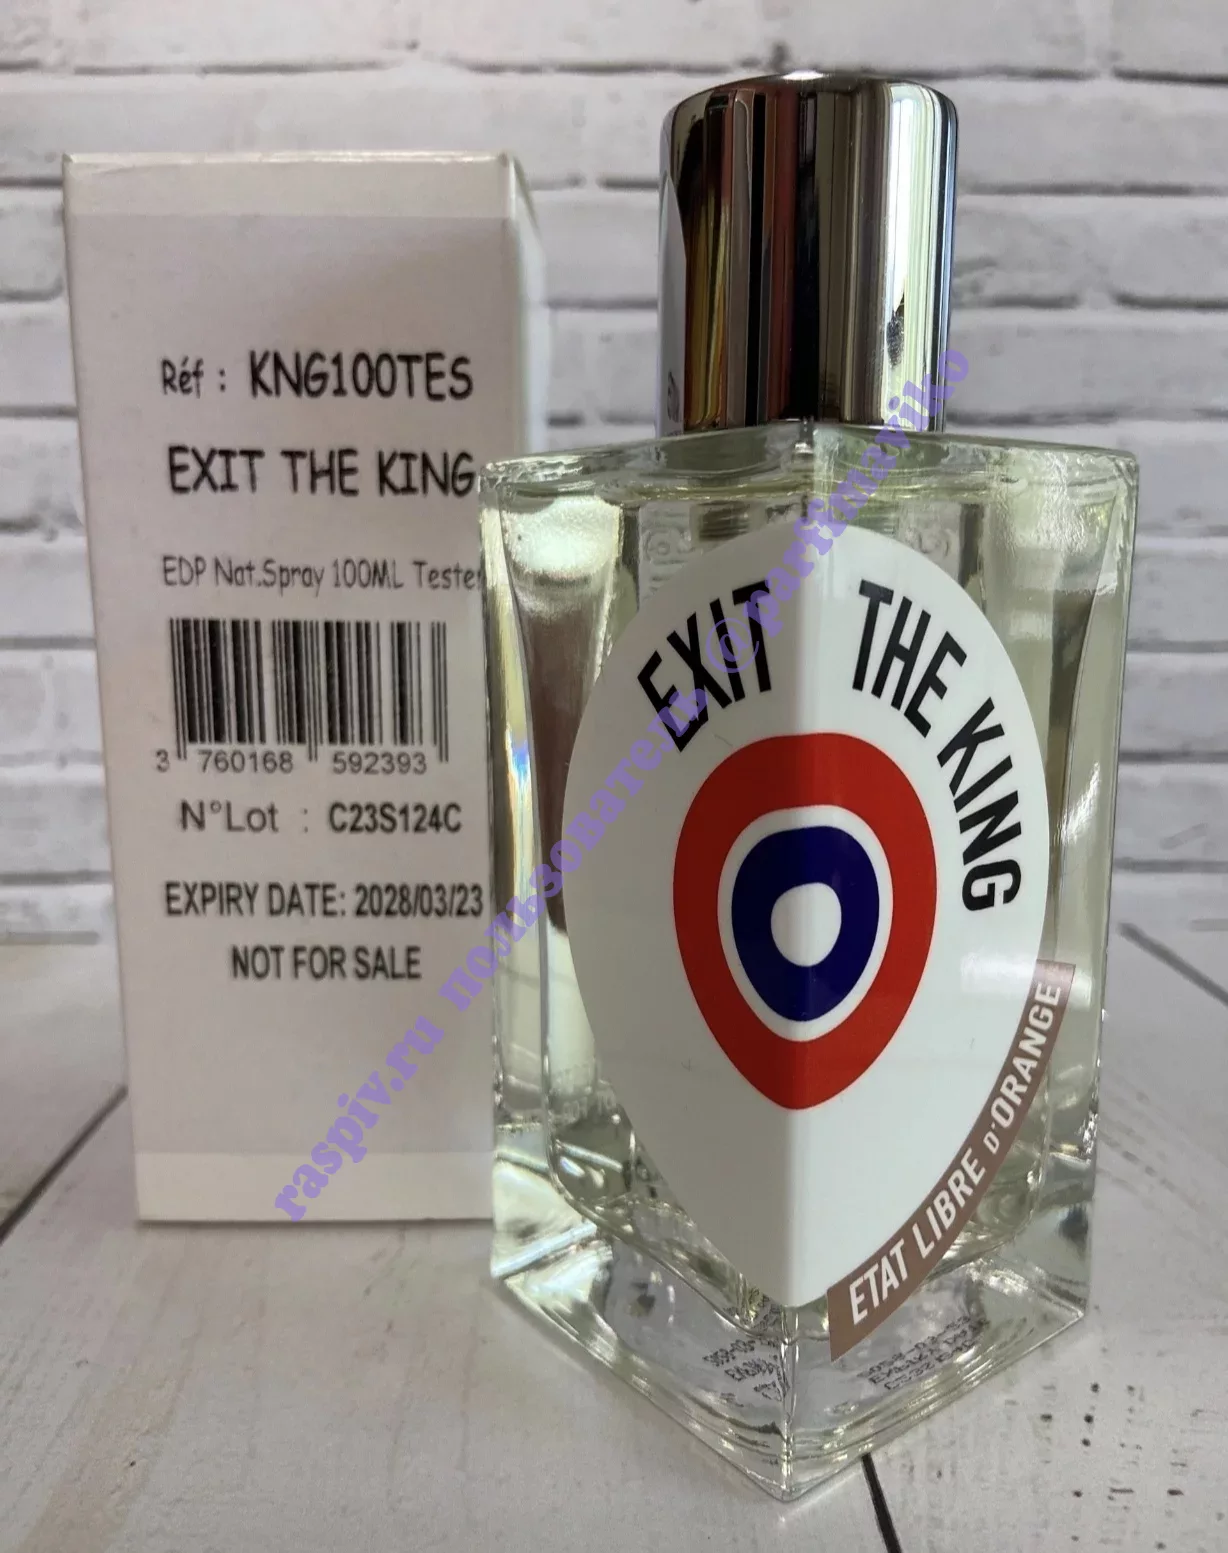 Réf : KNG100TES
EXIT THE KING
EDP Nat.Spray 100ML Tester
3 760168 592393
N°Lot : C23S124C
EXPIRY DATE: 2028/03/23
NOT FOR SALE
EXIT THE KING
ETAT LIBRE D'ORANGE
raspiv.ru пользователь @parfmaviko